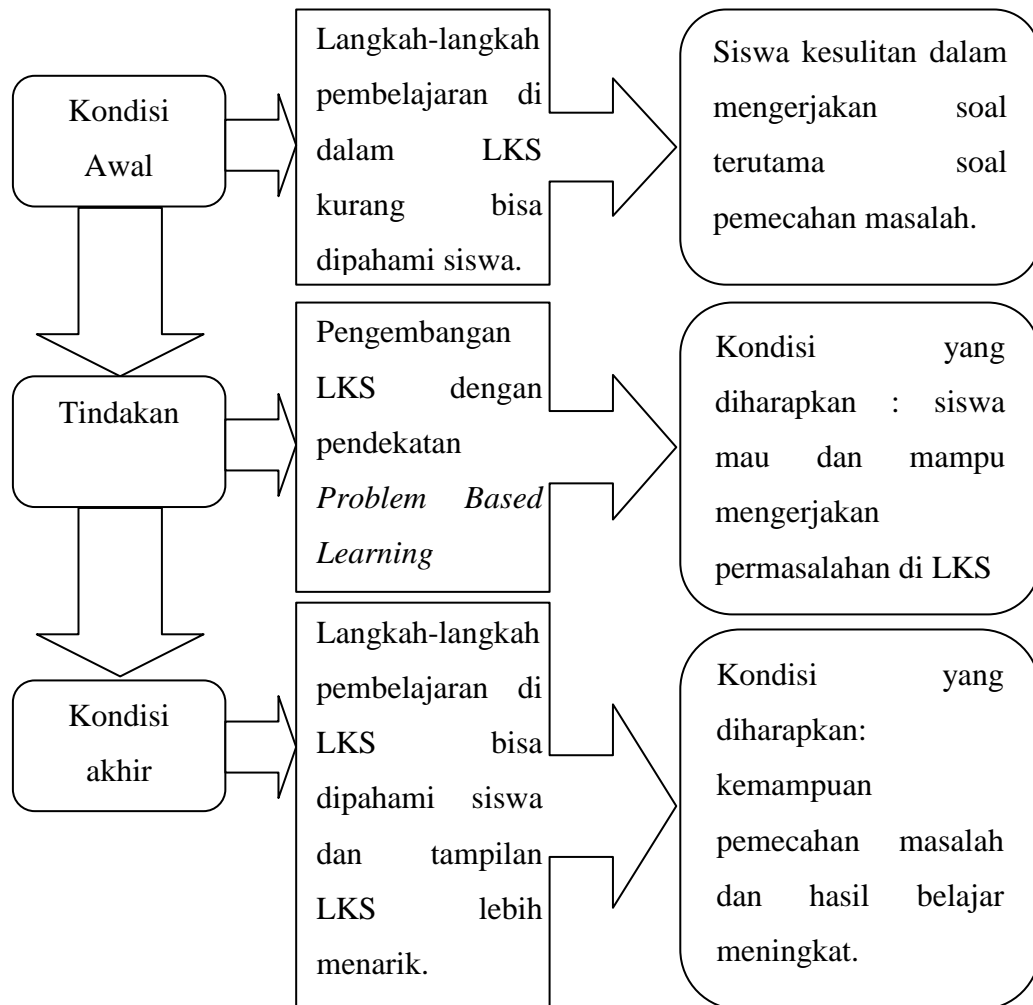 Kondisi
Awal
Langkah-langkah
pembelajaran di
dalam LKS
kurang bisa
dipahami siswa.
Siswa kesulitan dalam
mengerjakan soal
terutama soal
pemecahan masalah.
Tindakan
Pengembangan
LKS dengan
pendekatan
Problem Based
Learning
Kondisi yang
diharapkan : siswa
mau dan mampu
mengerjakan
permasalahan di LKS
Kondisi
akhir
Langkah-langkah
pembelajaran di
LKS bisa
dipahami siswa
dan tampilan
LKS lebih
menarik.
Kondisi yang
diharapkan:
kemampuan
pemecahan masalah
dan hasil belajar
meningkat.